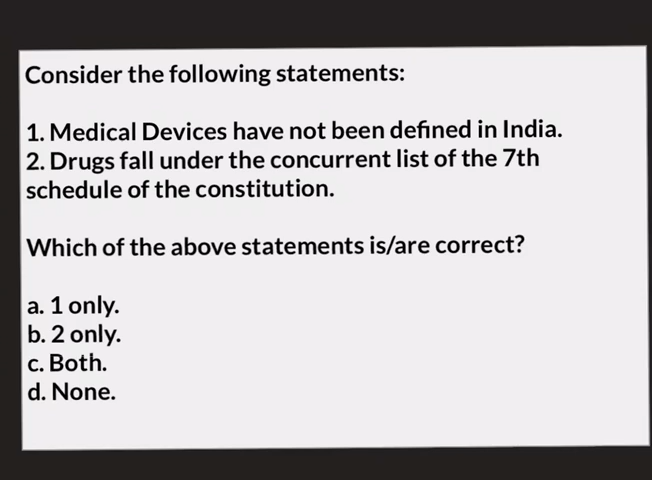 Consider the following statements:
1. Medical Devices have not been defined in India.
2. Drugs fall under the concurrent list of the 7th
schedule of the constitution.
Which of the above statements is/are correct?
a. 1 only.
b. 2 only.
c. Both.
d. None.